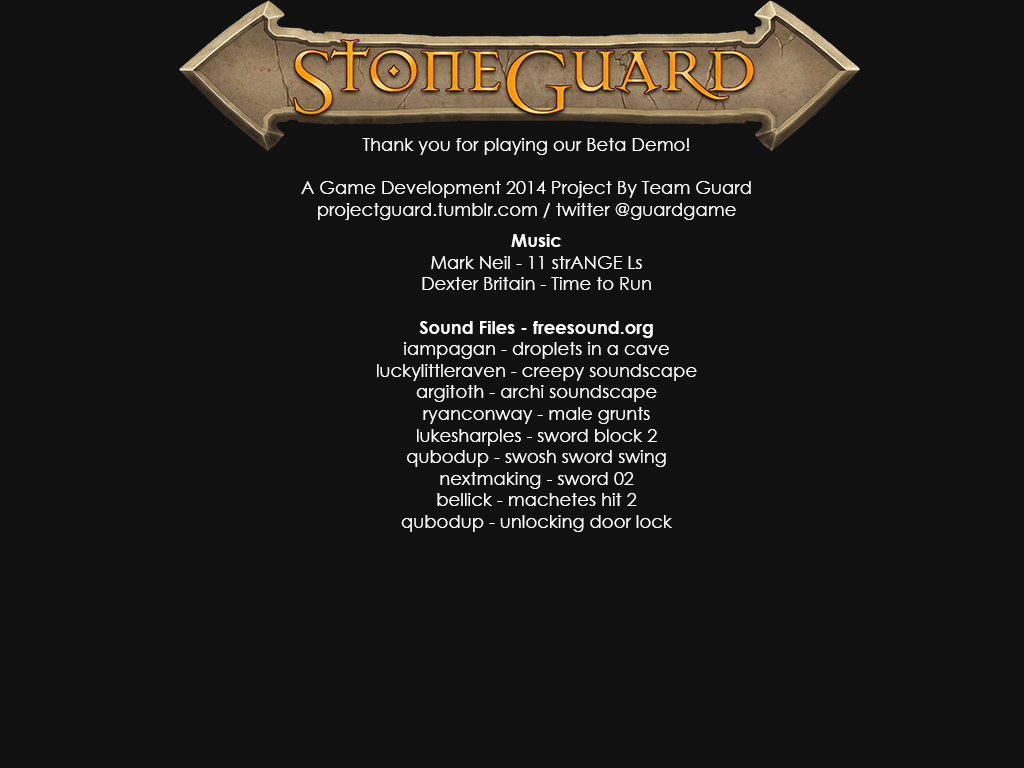 StoneGuard
Thank you for playing our Beta Demo!
A Game Development 2014 Project By Team Guard
projectguard.tumblr.com / twitter @guardgame
Music
Mark Neil - 11 strANGE Ls
Dexter Britain - Time to Run
Sound Files - freesound.org
iampagan - droplets in a cave
luckylittleraven - creepy soundscape
argitoth - archi soundscape
ryanconway - male grunts
lukesharples - sword block 2
qubodup - swosh sword swing
nextmaking - sword 02
bellick - machetes hit 2
qubodup - unlocking door lock